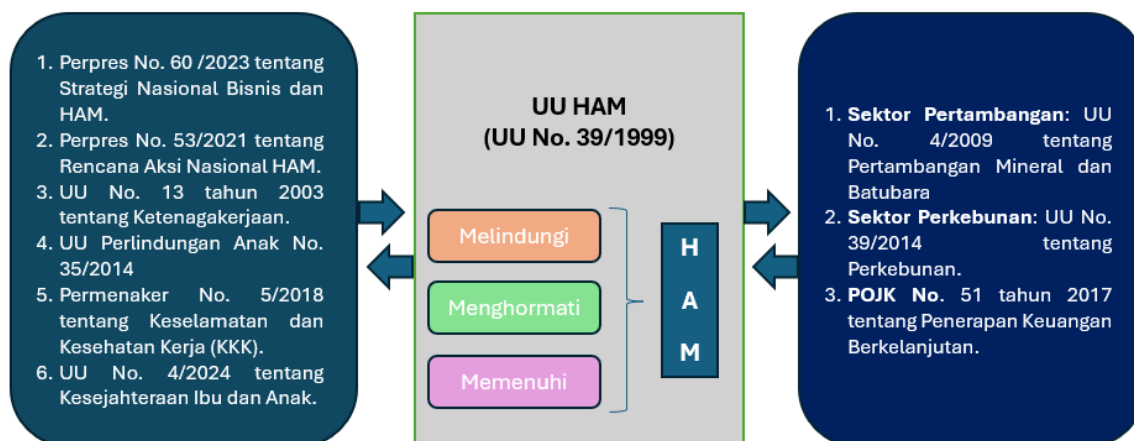 1. Perpres No. 60 /2023 tentang
Strategi Nasional Bisnis dan
HAM.
2. Perpres No. 53/2021 tentang
Rencana Aksi Nasional HAM.
3. UU No. 13 tahun 2003
tentang Ketenagakerjaan.
4. UU Perlindungan Anak No.
35/2014
5. Permenaker No. 5/2018
tentang Keselamatan dan
Kesehatan Kerja (KKK).
6. UU No. 4/2024 tentang
Kesejahteraan Ibu dan Anak.
UU HAM
(UU No. 39/1999)
Melindungi
Menghormati
Memenuhi
H
A
M
1. Sektor Pertambangan: UU
No. 4/2009 tentang
Pertambangan Mineral dan
Batubara
2. Sektor Perkebunan: UU No.
39/2014 tentang
Perkebunan.
3. POJK No. 51 tahun 2017
tentang Penerapan Keuangan
Berkelanjutan.